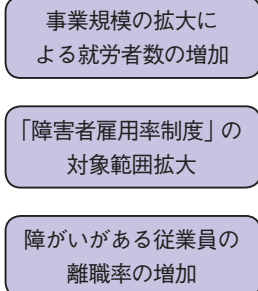 事業規模の拡大に
よる就労者数の増加
「障害者雇用率制度」の
対象範囲拡大
障がいがある従業員の
離職率の増加